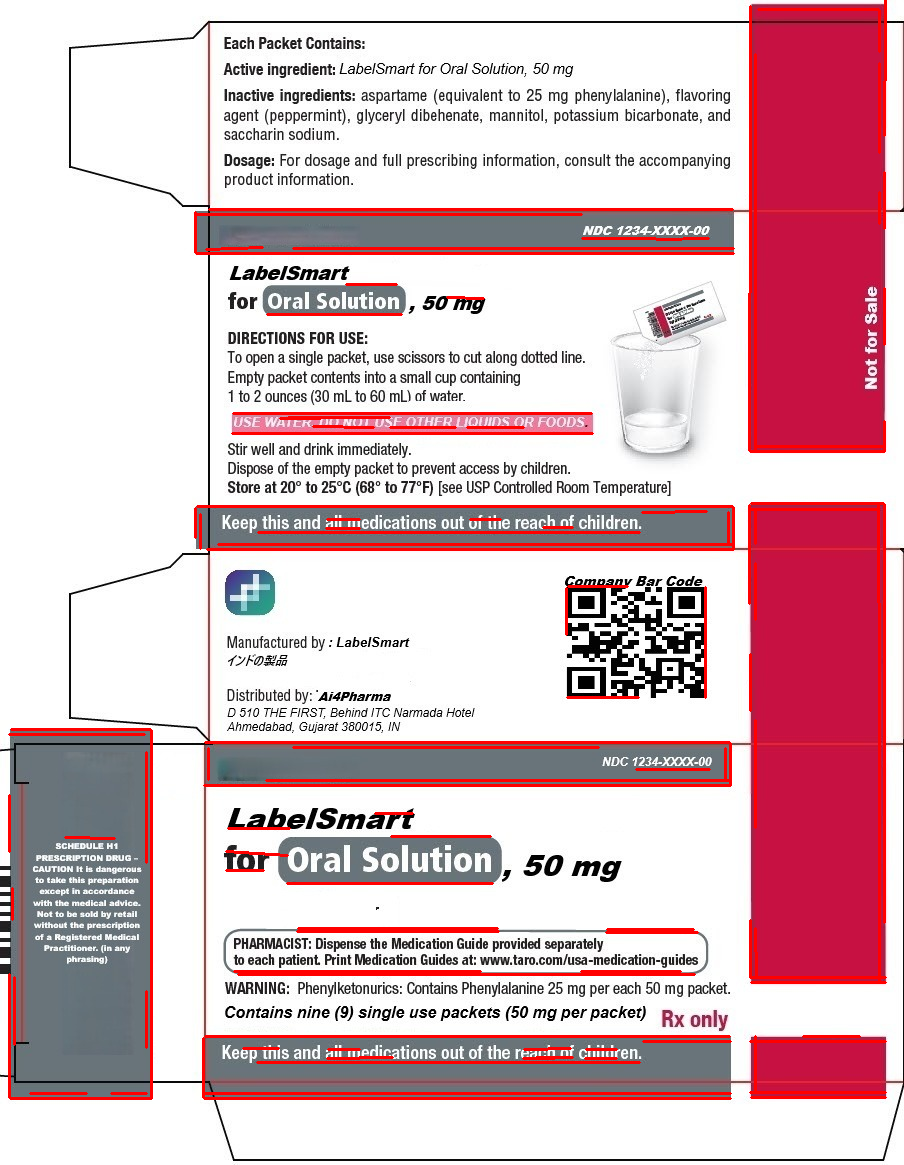 Each Packet Contains:
Active ingredient: LabelSmart for Oral Solution, 50 mg
Inactive ingredients: aspartame (equivalent to 25 mg phenylalanine), flavoring
agent (peppermint), glyceryl dibehenate, mannitol, potassium bicarbonate, and
saccharin sodium.
Dosage: For dosage and full prescribing information, consult the accompanying
product information.
NDC 1234-XXXX-00
LabelSmart
for Oral Solution , 50 mg
DIRECTIONS FOR USE:
To open a single packet, use scissors to cut along dotted line.
Empty packet contents into a small cup containing
1 to 2 ounces (30 mL to 60 mL) of water.
USE WATER. DO NOT USE OTHER LIQUIDS OR FOODS.
Stir well and drink immediately.
Dispose of the empty packet to prevent access by children.
Store at 20° to 25°C (68° to 77°F) [see USP Controlled Room Temperature]
Not for Sale
Keep this and all medications out of the reach of children.
Company Bar Code
Manufactured by : LabelSmart
インドの製品
Distributed by: Ai4Pharma
D 510 THE FIRST, Behind ITC Narmada Hotel
Ahmedabad, Gujarat 380015, IN
NDC 1234-XXXX-00
LabelSmart
for Oral Solution , 50 mg
SCHEDULE H1
PRESCRIPTION DRUG –
CAUTION It is dangerous
to take this preparation
except in accordance
with the medical advice.
Not to be sold by retail
without the prescription
of a Registered Medical
Practitioner. (in any
phrasing)
PHARMACIST: Dispense the Medication Guide provided separately
to each patient. Print Medication Guides at: www.taro.com/usa-medication-guides
WARNING: Phenylketonurics: Contains Phenylalanine 25 mg per each 50 mg packet.
Contains nine (9) single use packets (50 mg per packet) Rx only
Keep this and all medications out of the reach of children.